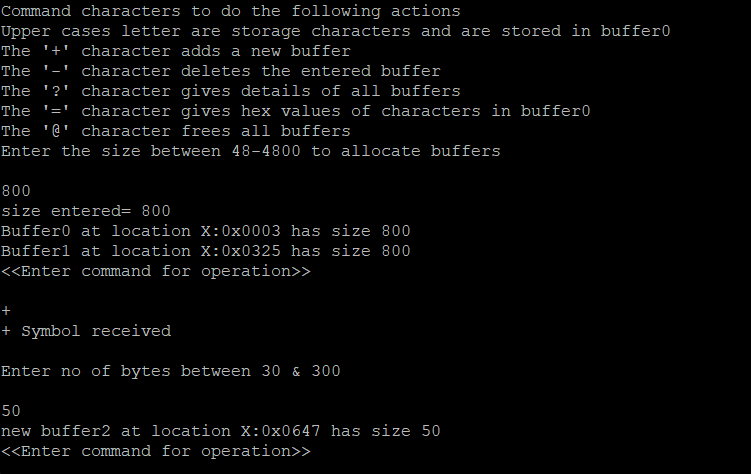 Command characters to do the following actions
Upper cases letter are storage characters and are stored in buffer0
The '+' character adds a new buffer
The '-' character deletes the entered buffer
The '?' character gives details of all buffers
The '=' character gives hex values of characters in buffer0
The '@' character frees all buffers
Enter the size between 48-4800 to allocate buffers
800
size entered= 800
Buffer0 at location X:0x0003 has size 800
Buffer1 at location X:0x0325 has size 800
<<Enter command for operation>>
+
+ Symbol received
Enter no of bytes between 30 & 300
50
new buffer2 at location X:0x0647 has size 50
<<Enter command for operation>>